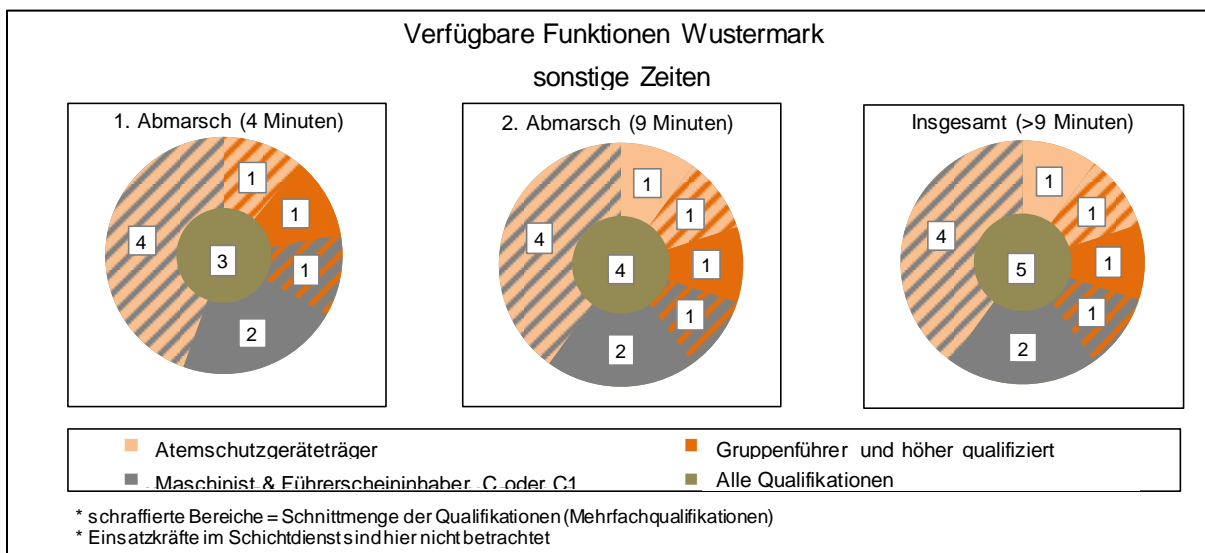 Verfügbare Funktionen Wustermark
sonstige Zeiten
1. Abmarsch (4 Minuten)
1
1
1
2
4
3
2. Abmarsch (9 Minuten)
1
1
1
1
2
4
4
Insgesamt (>9 Minuten)
1
1
1
1
2
4
5
Atemschutzgeräteträger
Gruppenführer und höher qualifiziert
Maschinist & Führerscheininhaber C oder C1
Alle Qualifikationen
* schraffierte Bereiche = Schnittmenge der Qualifikationen (Mehrfachqualifikationen)
* Einsatzkräfte im Schichtdienst sind hier nicht betrachtet